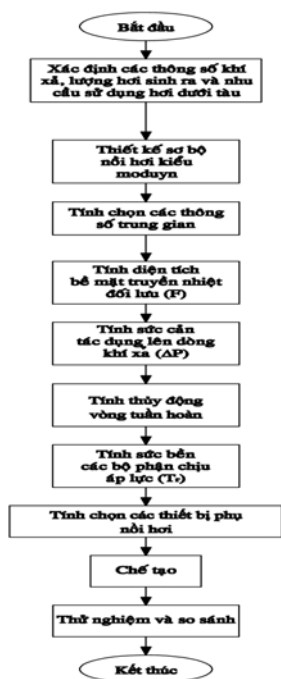 Bắt đầu
Xác định các thông số khí
xả, lượng hơi sinh ra và nhu
cầu sử dụng hơi dưới tàu
Thiết kế sơ bộ
nồi hơi kiểu
moduyn
Tính chọn các thông
số trung gian
Tính diện tích
bề mặt truyền nhiệt
đối lưu (F)
Tính sức cản
tác dụng lên dòng
khí xả (ΔP)
Tính thủy động
vòng tuần hoàn
Tính sức bền
các bộ phận chịu
áp lực
Tính chọn các thiết bị phụ
nồi hơi
Chế tạo
Thử nghiệm và so sánh
Kết thúc